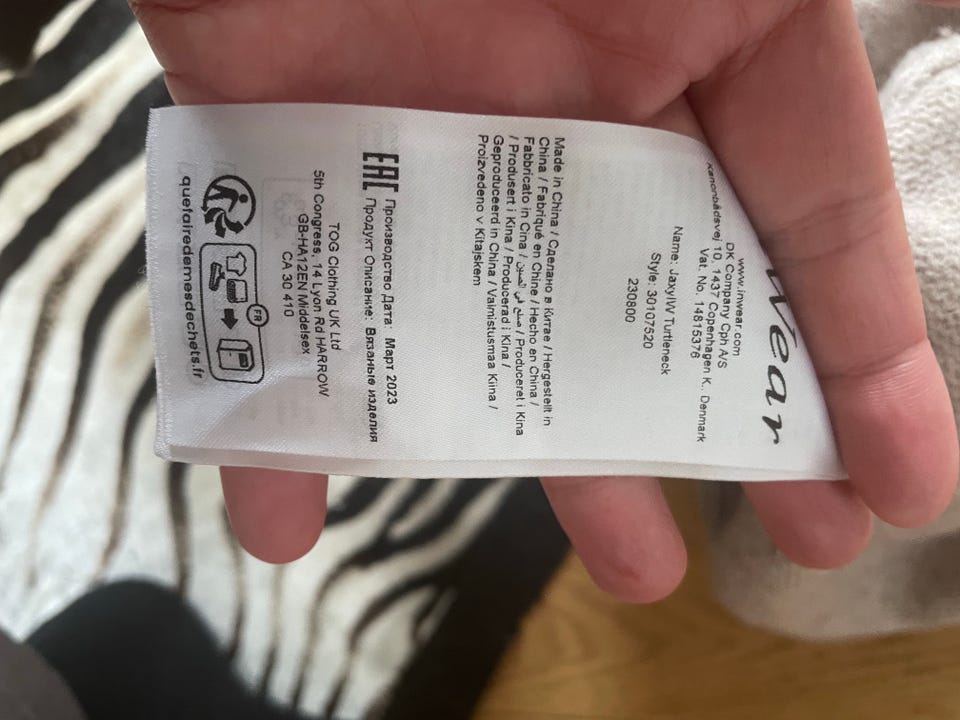 Wear
www.inwear.com
DK Company Cph A/S
Kanonbådsvej 10, 1437 Copenhagen K. Denmark
Vat. No. 14815376
Name: JaxyIW Turtleneck
Style: 30107520
230800
Made in China / Сделано в Китае / Hergestellt in
China / Fabriqué en Chine / Hecho en China /
Fabbricato in Cina / صنع في الصين / Produceret i Kina
/ Produsert i Kina / Producerad i Kina /
Geproduceerd in China / Valmistusmaa Kiina /
Proizvedeno v Kitajskem
EAC Производство Дата: Март 2023
Продукт Описание: Вязаные изделия
TOG Clothing UK Ltd
5th Congress, 14 Lyon Rd HARROW
GB-HA12EN Middelsex
CA 30 410
FR
quefairedemesdechets.fr